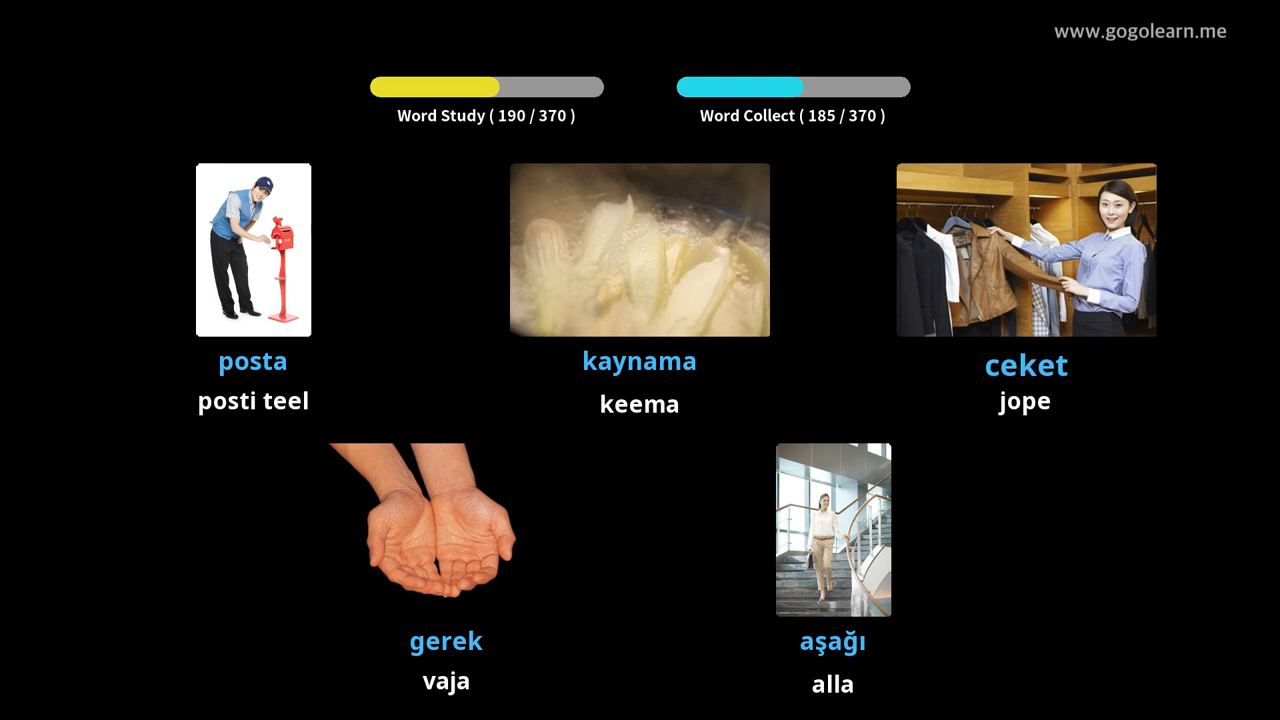 www.gogolearn.me
Word Study ( 190 / 370 )
Word Collect ( 185 / 370 )
posta
posti teel
kaynama
keema
ceket
jope
gerek
vaja
aşağı
alla